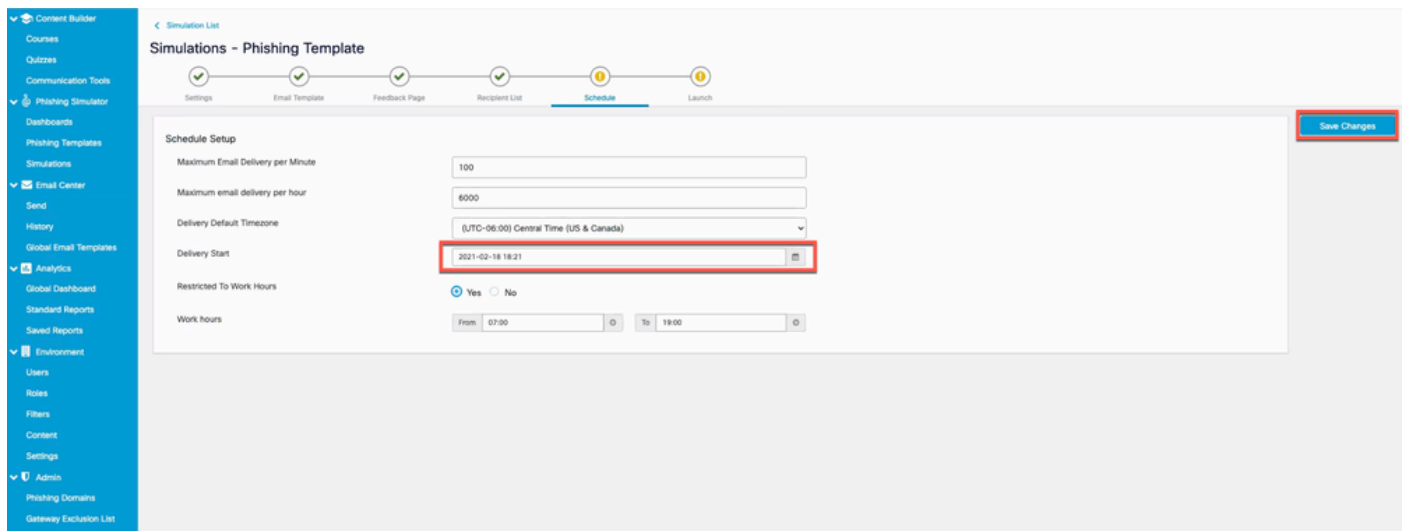 Content Builder
Courses
Quizzes
Communication Tools
Phishing Simulator
Dashboards
Phishing Templates
Simulations
Email Center
Send
History
Global Email Templates
Analytics
Global Dashboard
Standard Reports
Saved Reports
Environment
Users
Roles
Filters
Content
Settings
Admin
Phishing Domains
Gateway Exclusion List
Simulation List
Simulations - Phishing Template
Settings Email Template Feedback Page Recipient List Schedule Launch
Save Changes
Schedule Setup
Maximum Email Delivery per Minute 100
Maximum email delivery per hour 6000
Delivery Default Timezone (UTC-06:00) Central Time (US & Canada)
Delivery Start 2021-02-18 18:21
Restricted To Work Hours Yes No
Work hours From 07:00 To 19:00